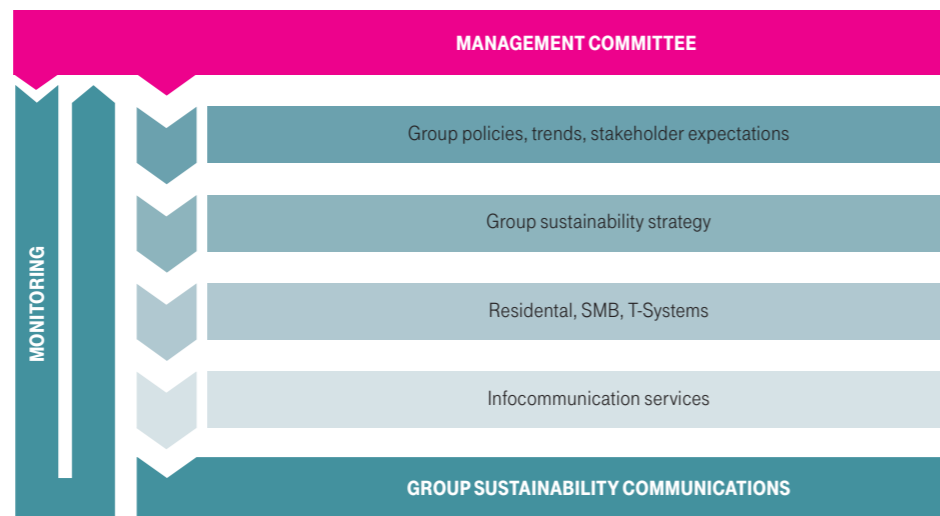 MANAGEMENT COMMITTEE
Group policies, trends, stakeholder expectations
Group sustainability strategy
MONITORING
Residental, SMB, T-Systems
Infocommunication services
GROUP SUSTAINABILITY COMMUNICATIONS